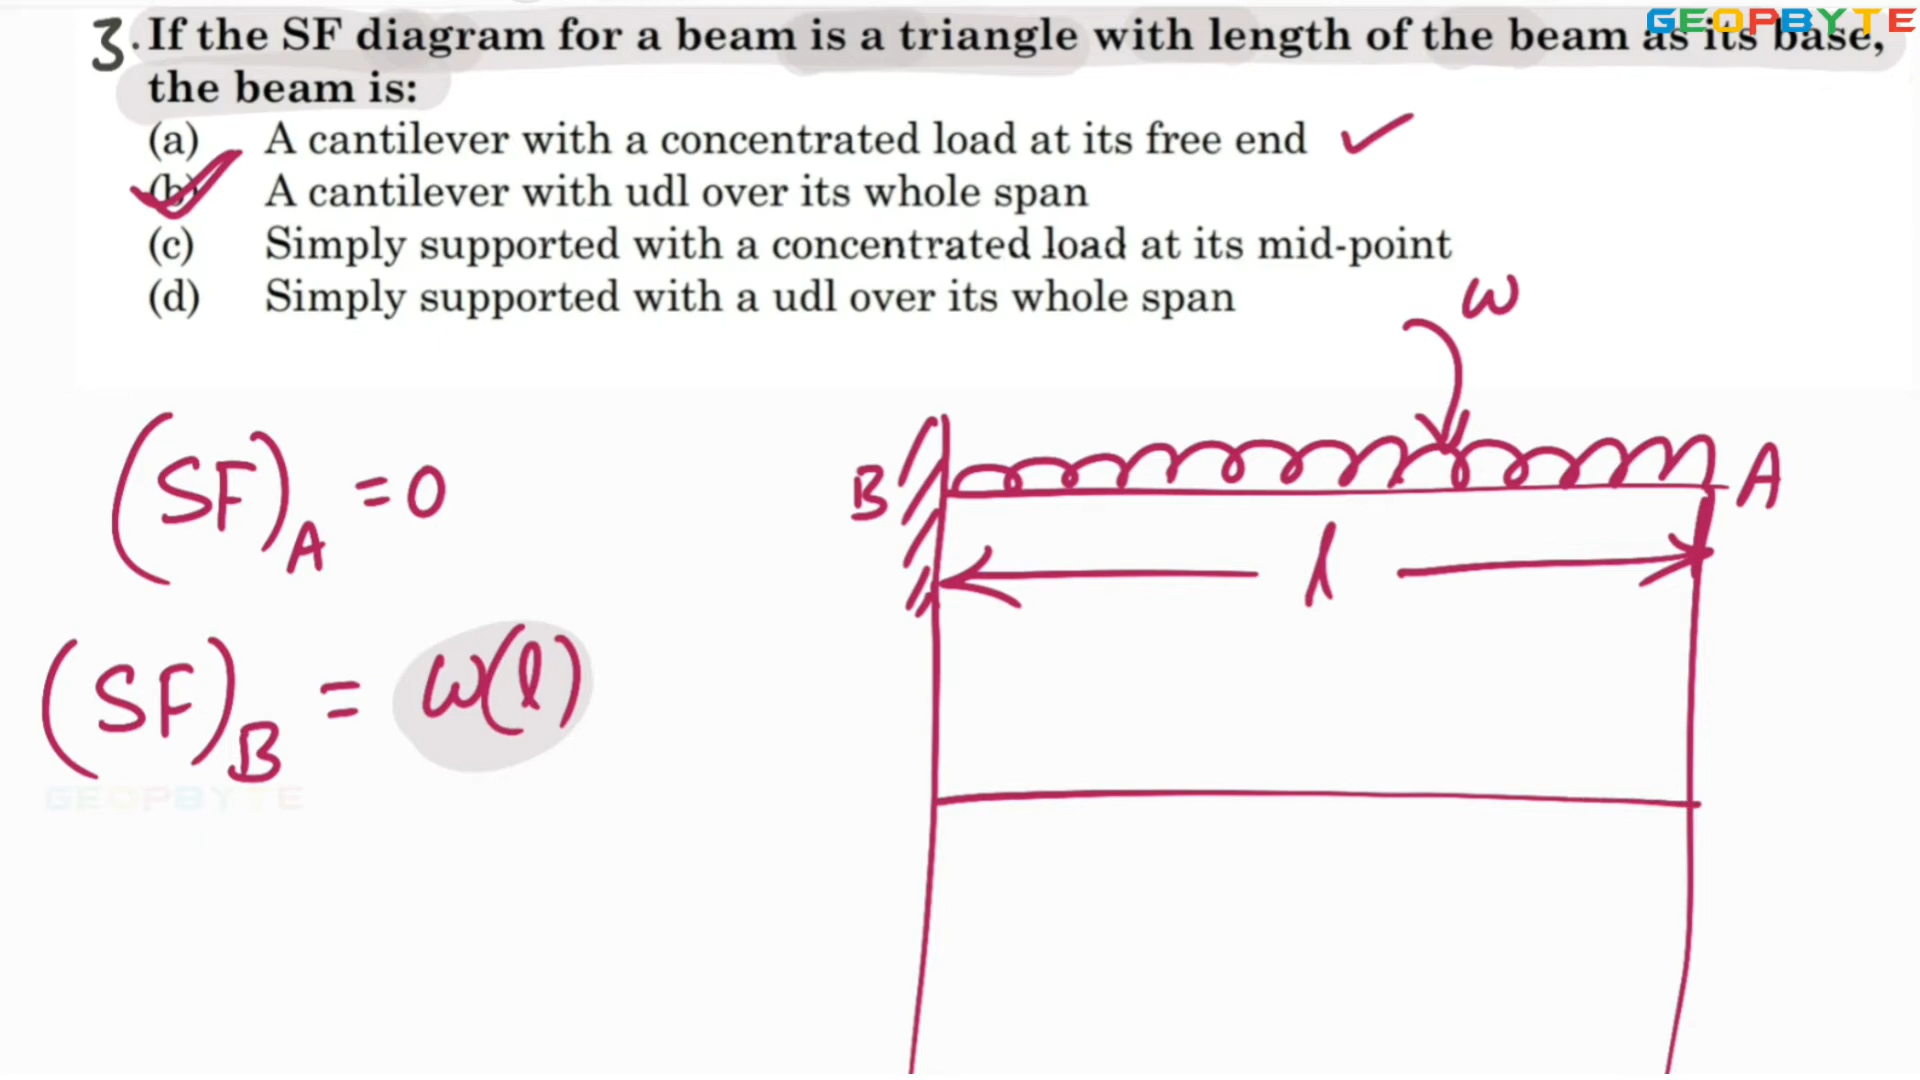 GEOPBYTE
3. If the SF diagram for a beam is a triangle with length of the beam as its base,
the beam is:
(a) A cantilever with a concentrated load at its free end
(b) A cantilever with udl over its whole span
(c) Simply supported with a concentrated load at its mid-point
(d) Simply supported with a udl over its whole span
ω
B A
(SF)A = 0
l
(SF)B = ω(l)
GEOPBYTE